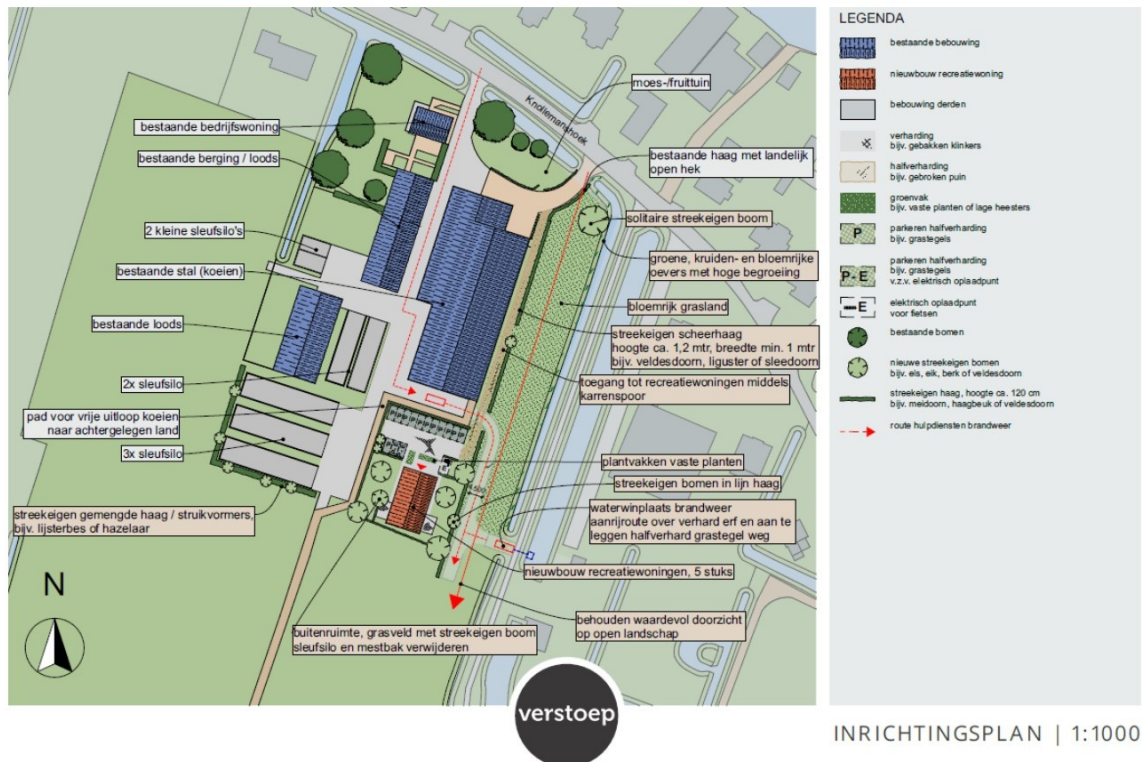 moes-/fruittuin
Knollemanshoek
bestaande bedrijfswoning
bestaande berging / loods
bestaande haag met landelijk
open hek
solitaire streekeigen boom
2 kleine sleufsilo's
groene, kruiden- en bloemrijke
oevers met hoge begroeiing
bestaande stal (koeien)
bloemrijk grasland
bestaande loods
streekeigen scheerhaag
hoogte ca. 1,2 mtr, breedte min. 1 mtr
bijv. veldesdoorn, liguster of sleedoorn
2x sleufsilo
toegang tot recreatiewoningen middels
karrenspoor
pad voor vrije uitloop koeien
naar achtergelegen land
3x sleufsilo
plantvakken vaste planten
streekeigen bomen in lijn haag
streekeigen gemengde haag / struikvormers,
bijv. lijsterbes of hazelaar
waterwinplaats brandweer
aanrijroute over verhard erf en aan te
leggen halfverhard grastegel weg
nieuwbouw recreatiewoningen, 5 stuks
behouden waardevol doorzicht
op open landschap
buitenruimte, grasveld met streekeigen boom
sleufsilo en mestbak verwijderen
N
verstoep
LEGENDA
bestaande bebouwing
nieuwbouw recreatiewoning
bebouwing derden
verharding
bijv. gebakken klinkers
halfverharding
bijv. gebroken puin
groenvak
bijv. vaste planten of lage heesters
P
parkeren halfverharding
bijv. grastegels
P-E
parkeren halfverharding
bijv. grastegels
v.z.v. elektrisch oplaadpunt
E
elektrisch oplaadpunt
voor fietsen
bestaande bomen
nieuwe streekeigen bomen
bijv. els, eik, berk of veldesdoorn
streekeigen haag, hoogte ca. 120 cm
bijv. meidoorn, haagbeuk of veldesdoorn
route hulpdiensten brandweer
INRICHTINGSPLAN | 1:1000